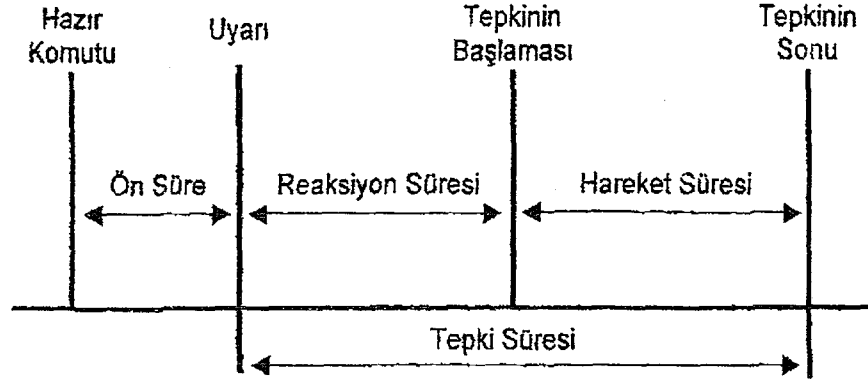 Hazır
Komutu
Uyarı
Tepkinin
Başlaması
Tepkinin
Sonu
Ön Süre
Reaksiyon Süresi
Hareket Süresi
Tepki Süresi